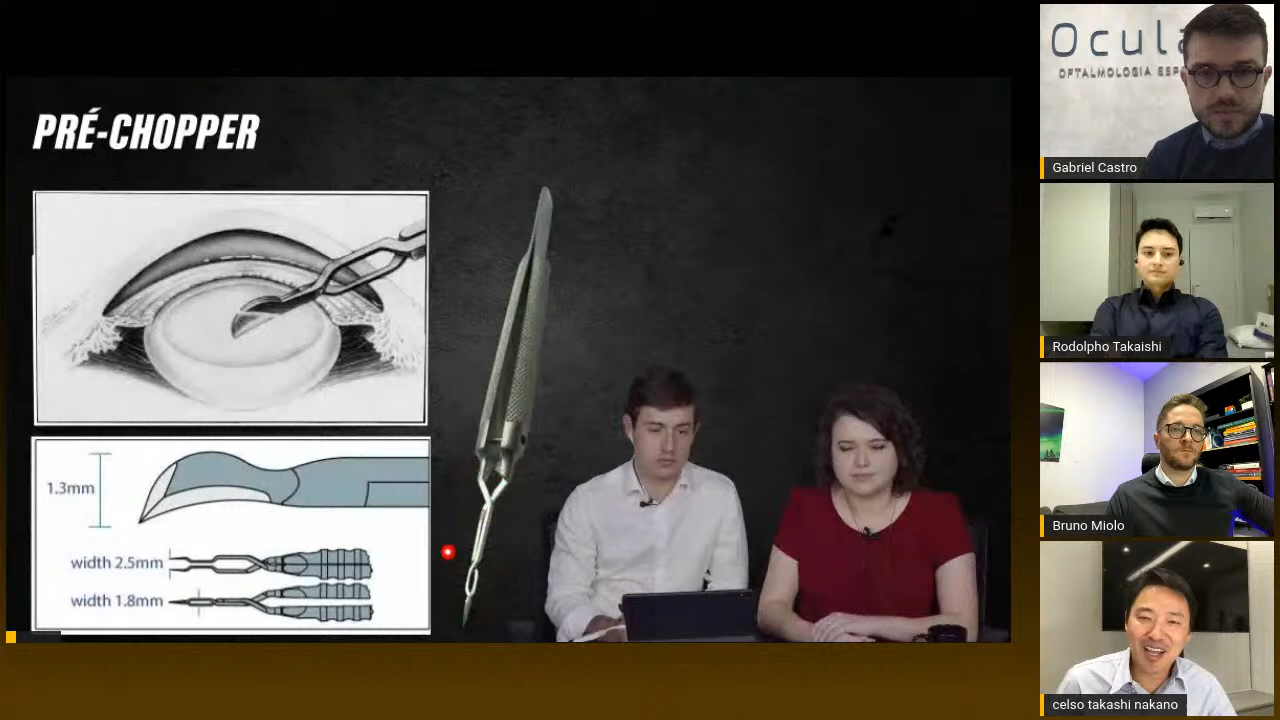 PRÉ-CHOPPER
1.3mm
width 2.5mm
width 1.8mm
Ocula
OFTALMOLOGIA ESP
Gabriel Castro
Rodolpho Takaishi
Bruno Miolo
celso takashi nakano